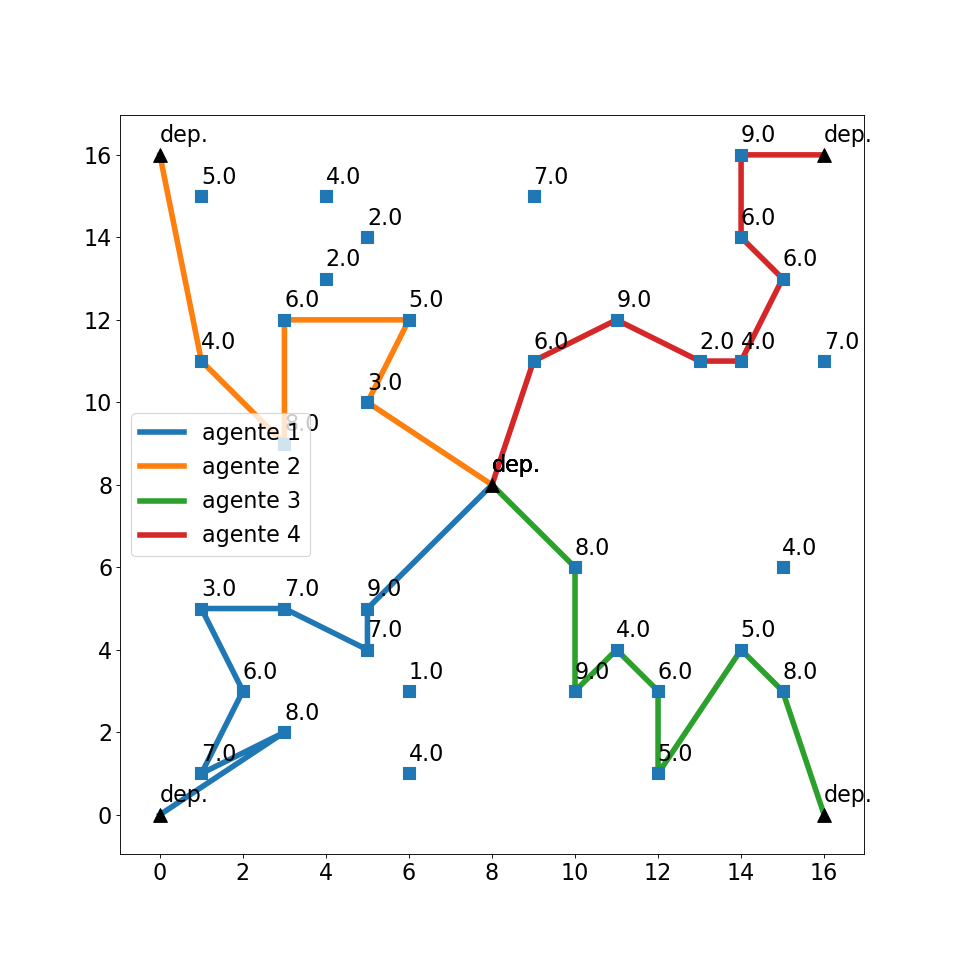 dep. 9.0 dep.
16
5.0 4.0 7.0
2.0 6.0
14
2.0 6.0
6.0 5.0 9.0
12
4.0 6.0 2.0 4.0 7.0
3.0
10
8.0
agente 1
agente 2
agente 3
agente 4
dep.
8
8.0 4.0
6
3.0 7.0 9.0
7.0 4.0 5.0
4
6.0 1.0 9.0 6.0 8.0
8.0
2
7.0 4.0 5.0
dep. dep.
0
0 2 4 6 8 10 12 14 16